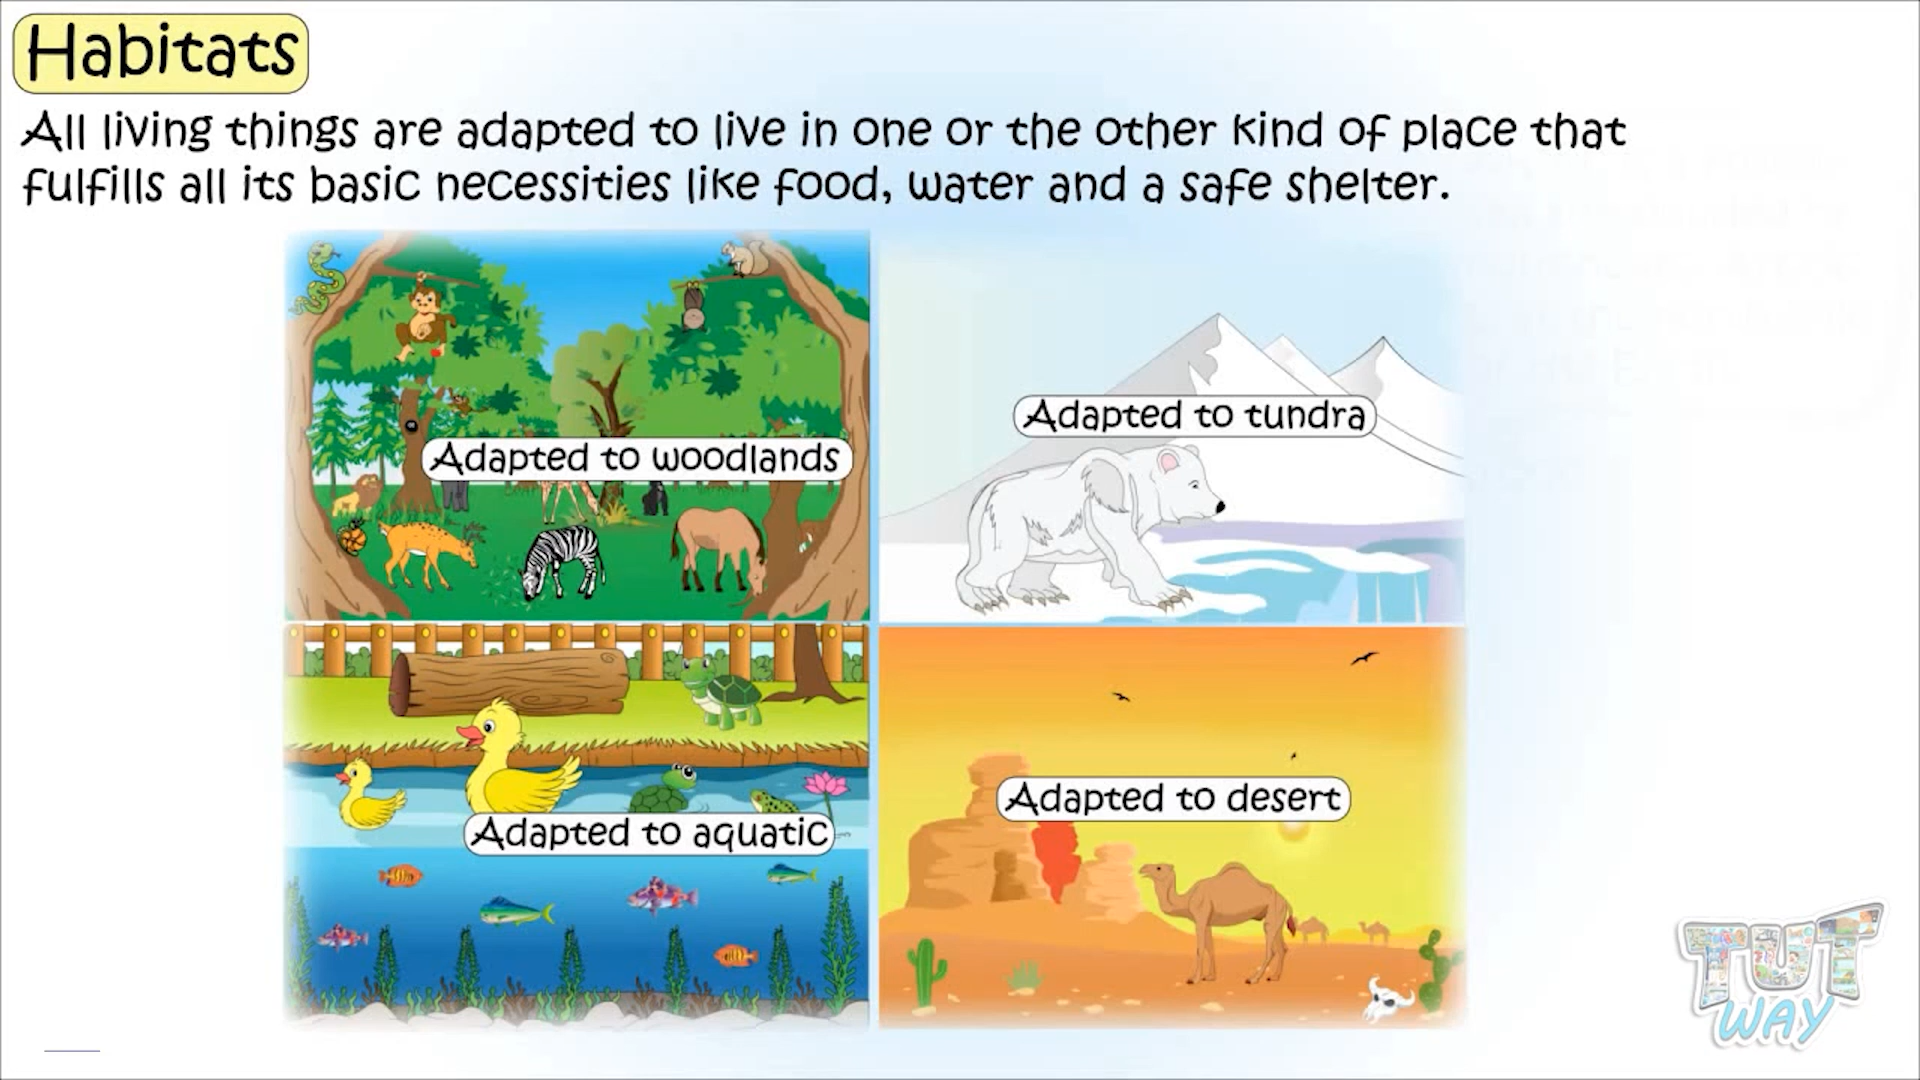 Habitats
All living things are adapted to live in one or the other kind of place that
fulfills all its basic necessities like food, water and a safe shelter.
Adapted to woodlands
Adapted to tundra
Adapted to aquatic
Adapted to desert
TUT
WAY